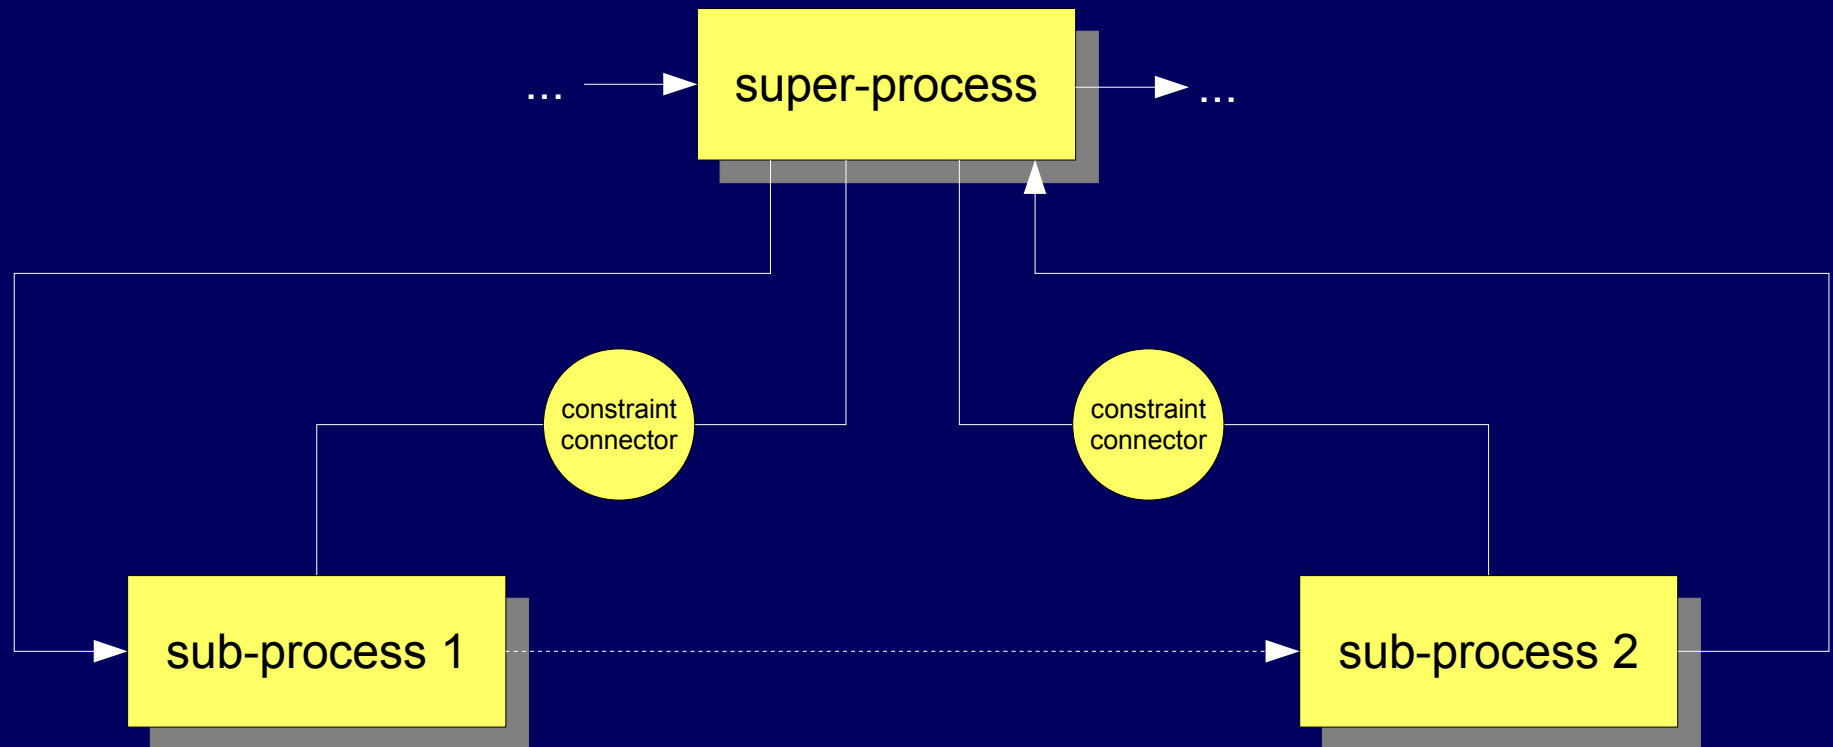 ... super-process ...
constraint
connector
constraint
connector
sub-process 1
sub-process 2